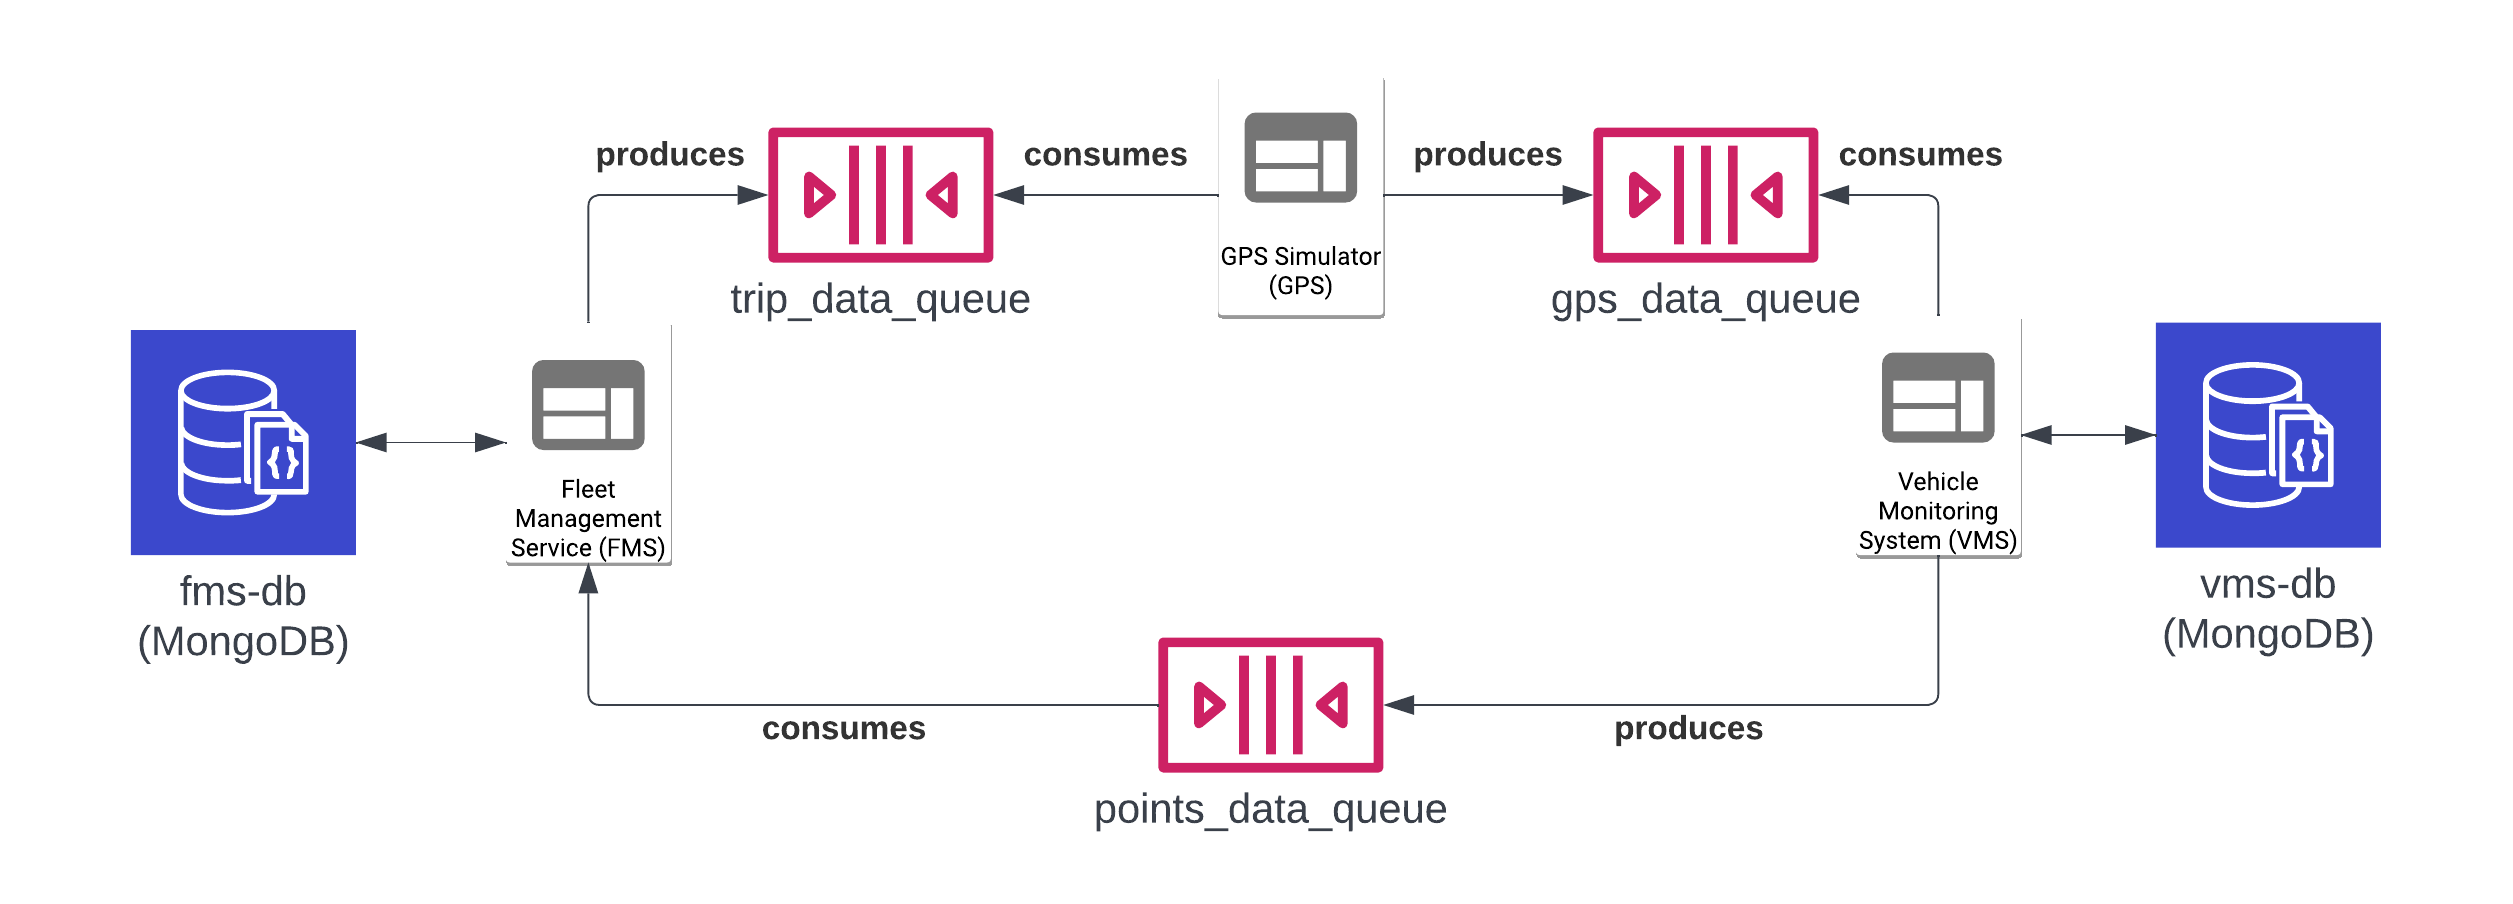 produces
consumes
produces
consumes
GPS Simulator
(GPS)
trip_data_queue
gps_data_queue
Fleet
Management
Service (FMS)
Vehicle
Monitoring
System (VMS)
fms-db
(MongoDB)
vms-db
(MongoDB)
consumes
produces
points_data_queue